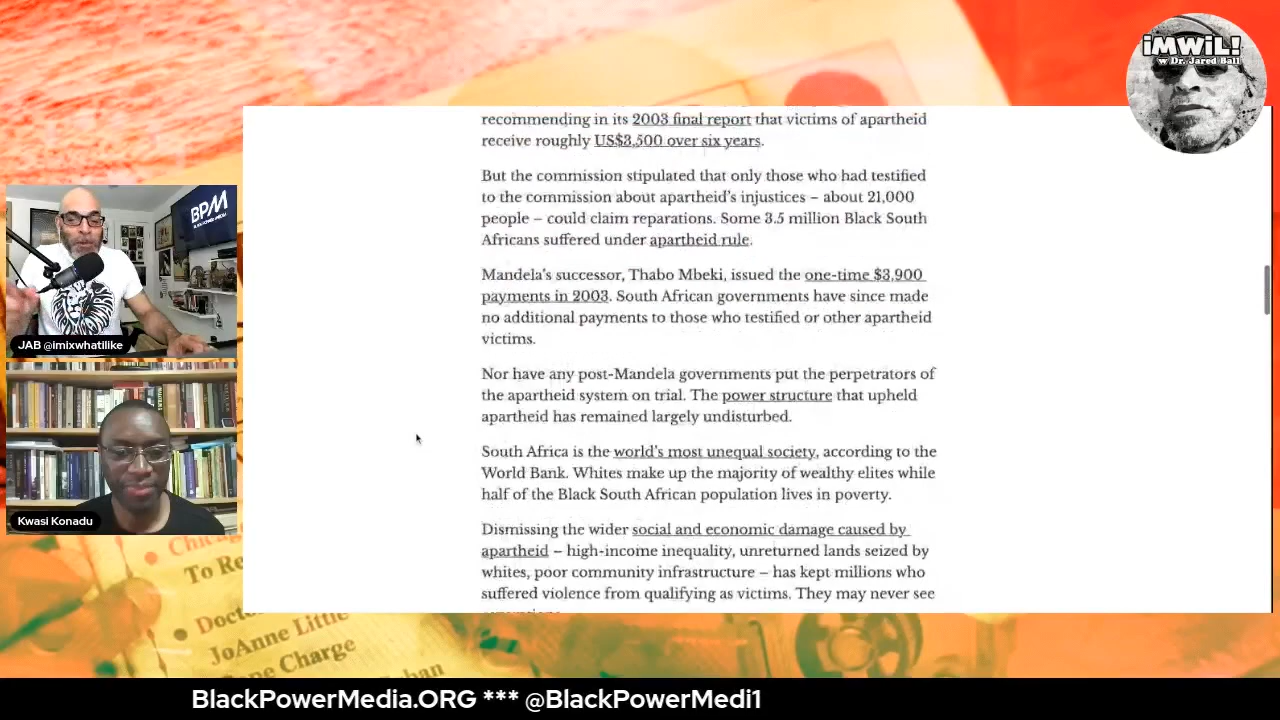 iMWiL!
w Dr. Jared Ball
recommending in its 2003 final report that victims of apartheid
receive roughly US$3,500 over six years.
But the commission stipulated that only those who had testified
to the commission about apartheid's injustices – about 21,000
people – could claim reparations. Some 3.5 million Black South
Africans suffered under apartheid rule.
Mandela's successor, Thabo Mbeki, issued the one-time $3,900
payments in 2003. South African governments have since made
no additional payments to those who testified or other apartheid
victims.
Nor have any post-Mandela governments put the perpetrators of
the apartheid system on trial. The power structure that upheld
apartheid has remained largely undisturbed.
South Africa is the world's most unequal society, according to the
World Bank. Whites make up the majority of wealthy elites while
half of the Black South African population lives in poverty.
Dismissing the wider social and economic damage caused by
apartheid – high-income inequality, unreturned lands seized by
whites, poor community infrastructure – has kept millions who
suffered violence from qualifying as victims. They may never see
BPM
JAB @imixwhatilike
Kwasi Konadu
To Re
JoAnne Little
Charge
BlackPowerMedia.ORG *** @BlackPowerMedi1